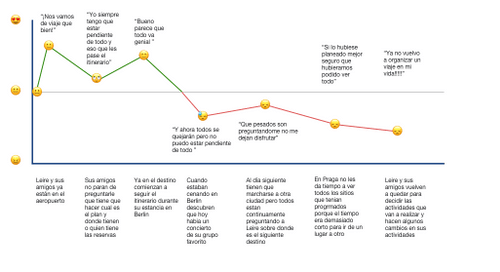 "¡Nos vamos
de viaje que
bien!"
"Yo siempre
tengo que
estar
pendiente
de todo y
eso que les
pase el
itinerario"
"Bueno
parece que
todo va
genial "
"Si lo hubiese
planeado mejor
seguro que
hubieramos
podido ver
todo"
"Ya no vuelvo
a organizar un
viaje en mi
vida!!!!!"
"Y ahora todos se
quejarán pero no
puedo estar pendiente
de todo "
"Que pesados son
preguntandome no me
dejan disfrutar"
Leire y sus
amigos ya
están en el
aeropuerto
Sus amigos
no paran de
preguntarle
que tiene que
hacer cual es
el plan y
donde tienen
o quien tiene
las reservas
Ya en el destino
comienzan a
seguir el
itinerario durante
su estancia en
Berlin
Cuando
estaban
cenando en
Berlin
descubren
que hoy
había un
concierto
de su grupo
favorito
Al día siguiente
tienen que
marcharse a otra
ciudad pero todos
están
continuamente
preguntando a
Leire sobre donde
es el siguiente
destino
En Praga no les
da tiempo a ver
todos los sitios
que tenian
progrmados
porque el tiempo
era demasiado
corto para ir de un
lugar a otro
Leire y sus
amigos vuelven
a quedar para
decidir las
actividades que
van a realizar y
hacen algunos
cambios en sus
actividades